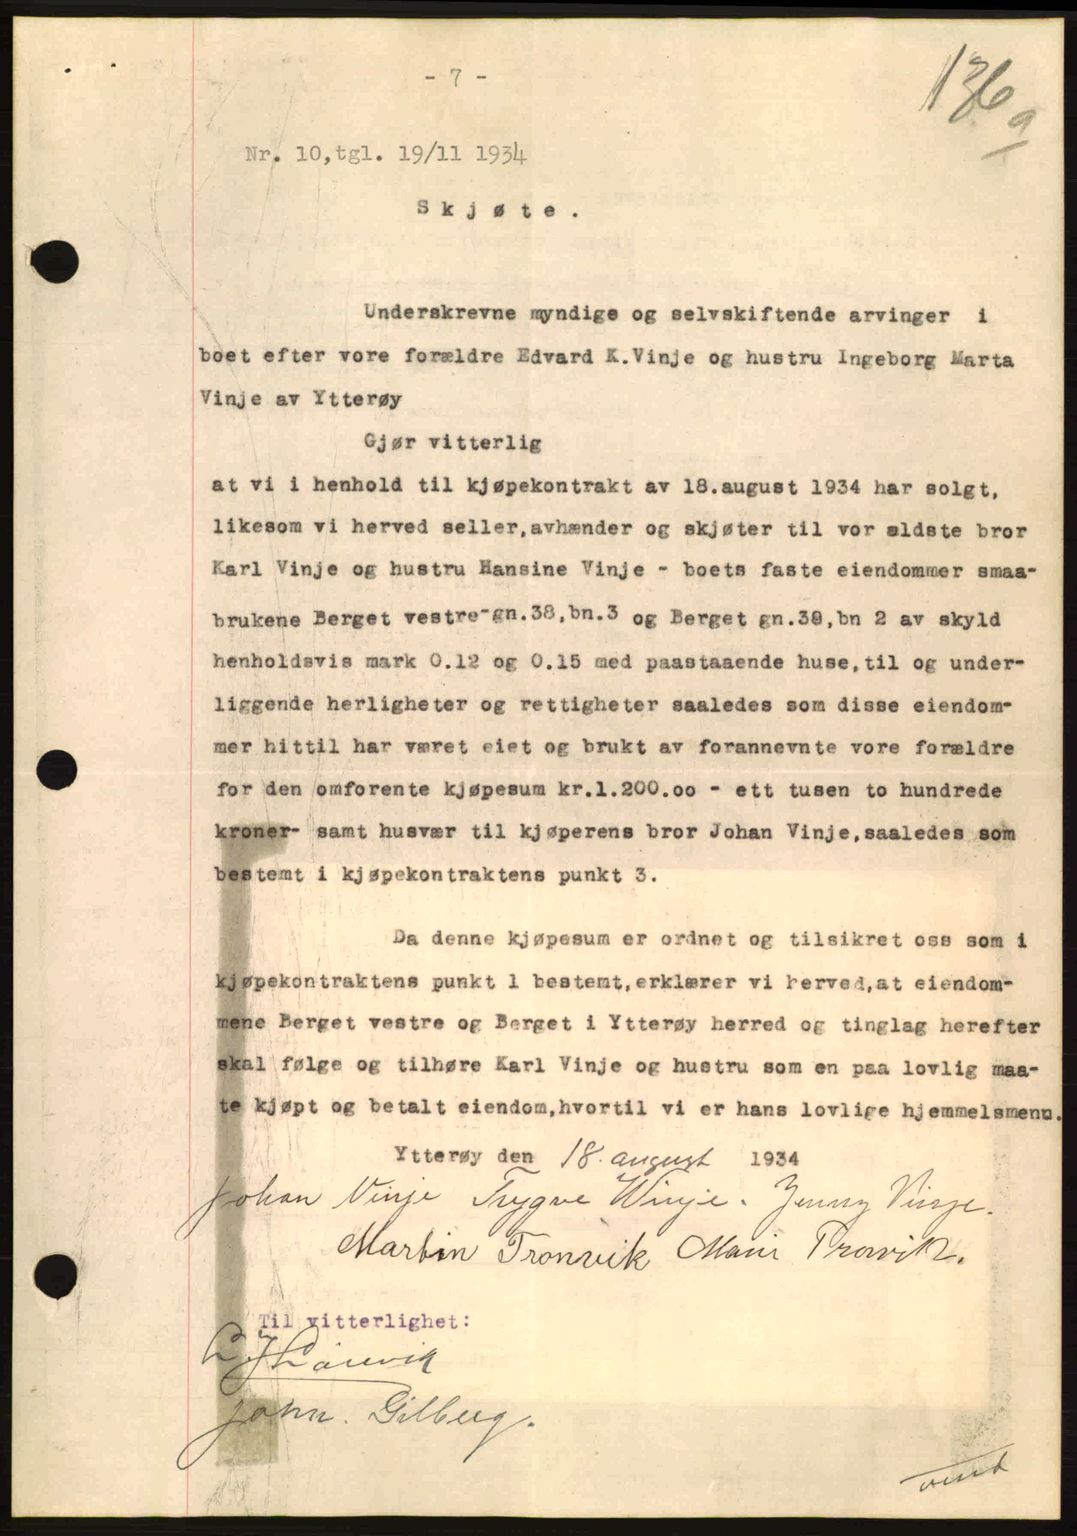 - 7 -
136
a
Nr. 10,tgl. 19/11 1934
Skjøte.
Underskrevne myndige og selvskiftende arvinger i
boet efter vore forældre Edvard K.Vinje og hustru Ingeborg Marta
Vinje av Ytterøy
Gjør vitterlig
at vi i henhold til kjøpekontrakt av 18.august 1934 har solgt,
likesom vi herved seller,avhænder og skjøter til vor ældste bror
Karl Vinje og hustru Hansine Vinje - boets faste eiendommer smaa-
brukene Berget vestre-gn.38,bn.3 og Berget gn.39,bn 2 av skyld
henholdsvis mark 0.12 og 0.15 med paastaaende huse,til og under-
liggende herligheter og rettigheter saaledes som disse eiendom-
mer hittil har været eiet og brukt av forannevnte vore forældre
for den omforente kjøpesum kr.1.200.oo - ett tusen to hundrede
kroner- samt husvær til kjøperens bror Johan Vinje,saaledes som
bestemt i kjøpekontraktens punkt 3.
Da denne kjøpesum er ordnet og tilsikret oss som i
kjøpekontraktens punkt 1 bestemt,erklærer vi herved,at eiendom-
mene Berget vestre og Berget i Ytterøy herred og tinglag herefter
skal følge og tilhøre Karl Vinje og hustru som en paa lovlig maa-
te kjøpt og betalt eiendom,hvortil vi er hans lovlige hjemmelsmenn.
Ytterøy den 18. august 1934
Johan Vinje Trygve Winje. Jenny Vinje.
Martin Tronvik Marie Tronvik.
Til vitterlighet:
John. Gilberg.
vend